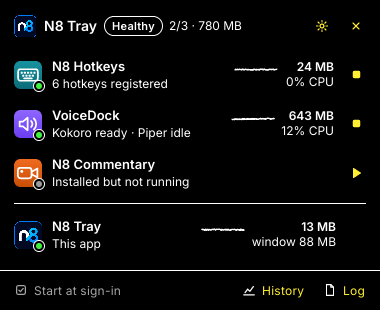 n8 N8 Tray Healthy 2/3 · 780 MB
N8 Hotkeys 24 MB
6 hotkeys registered 0% CPU
VoiceDock 643 MB
Kokoro ready · Piper idle 12% CPU
N8 Commentary
Installed but not running
n8 N8 Tray 13 MB
This app window 88 MB
Start at sign-in History Log